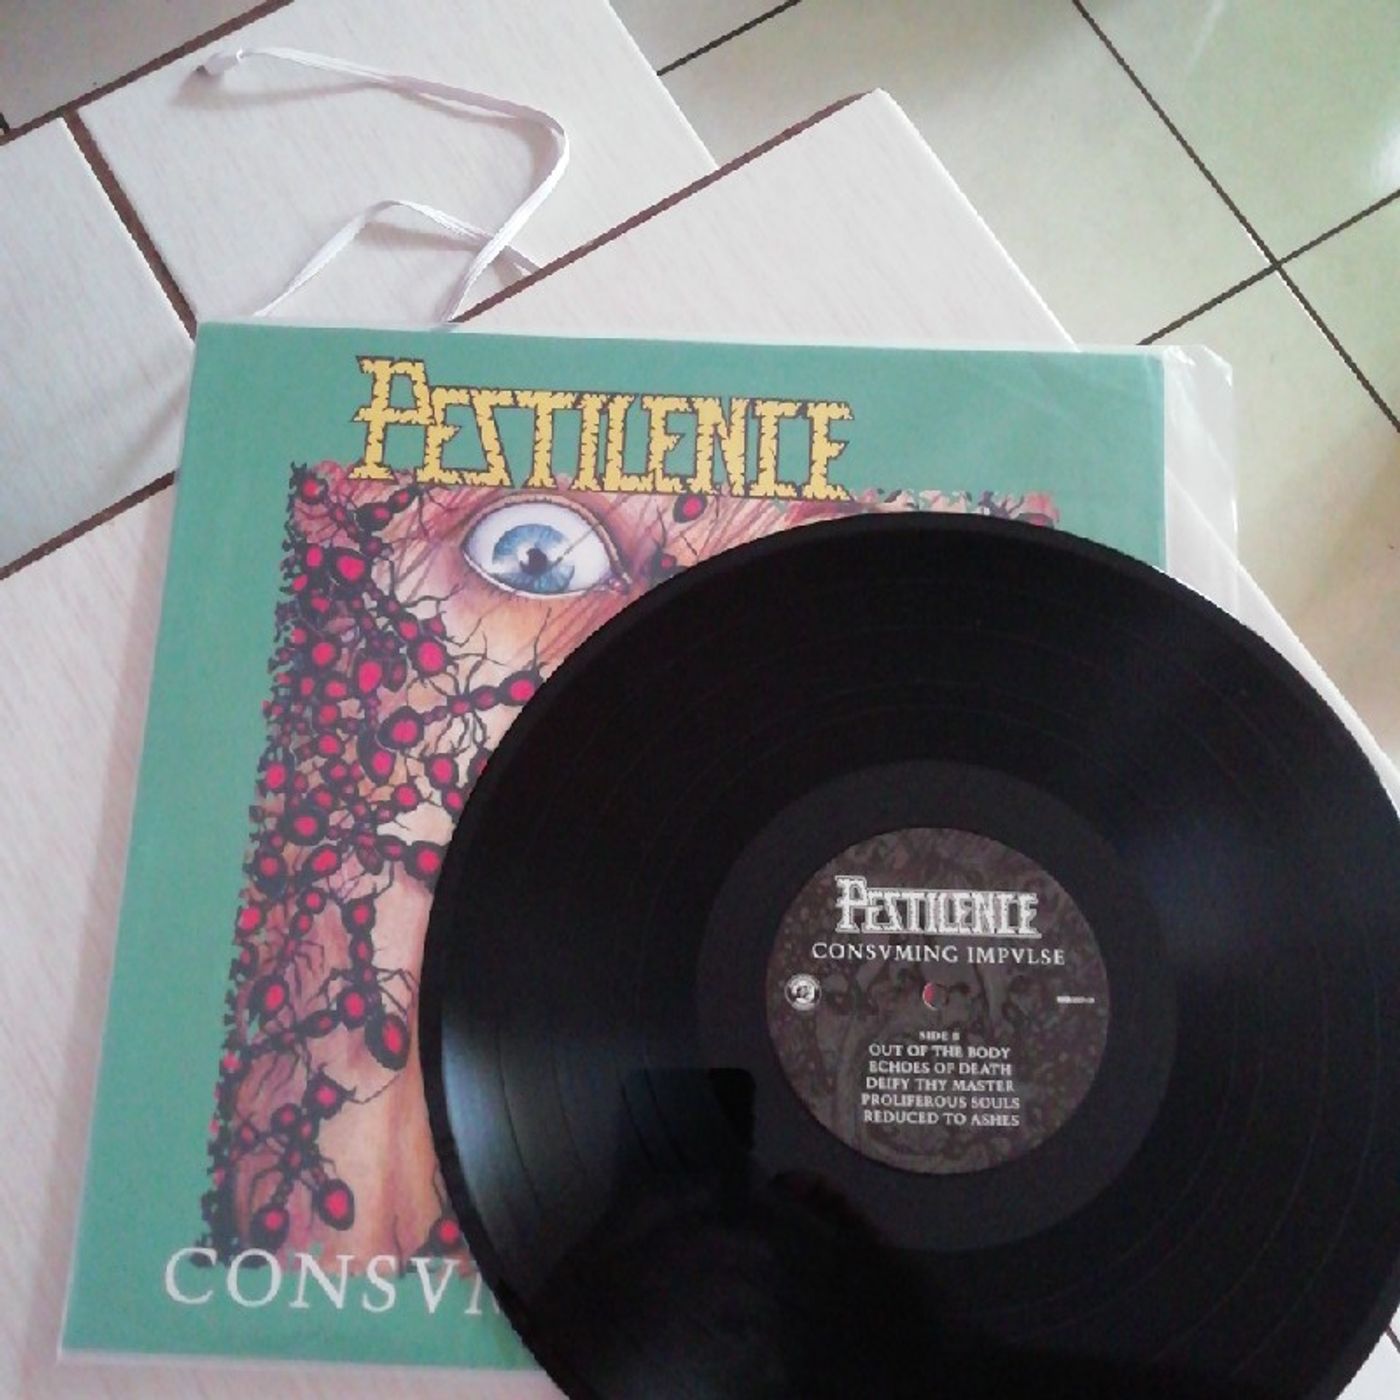 PESTILENCE
CONSVM
PESTILENCE
CONSVMING IMPVLSE
SIDE B
OUT OF THE BODY
ECHOES OF DEATH
DEIFY THY MASTER
PROLIFEROUS SOULS
REDUCED TO ASHES